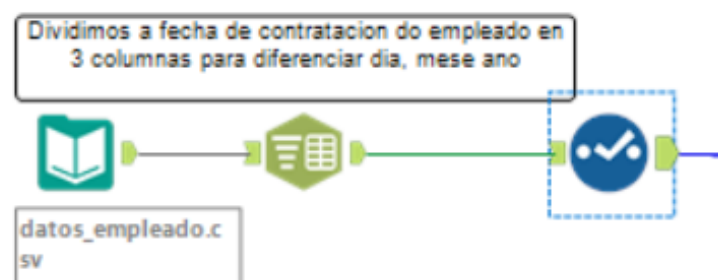 Dividimos a fecha de contratacion do empleado en
3 columnas para diferenciar dia, mese ano
datos_empleado.c
sv